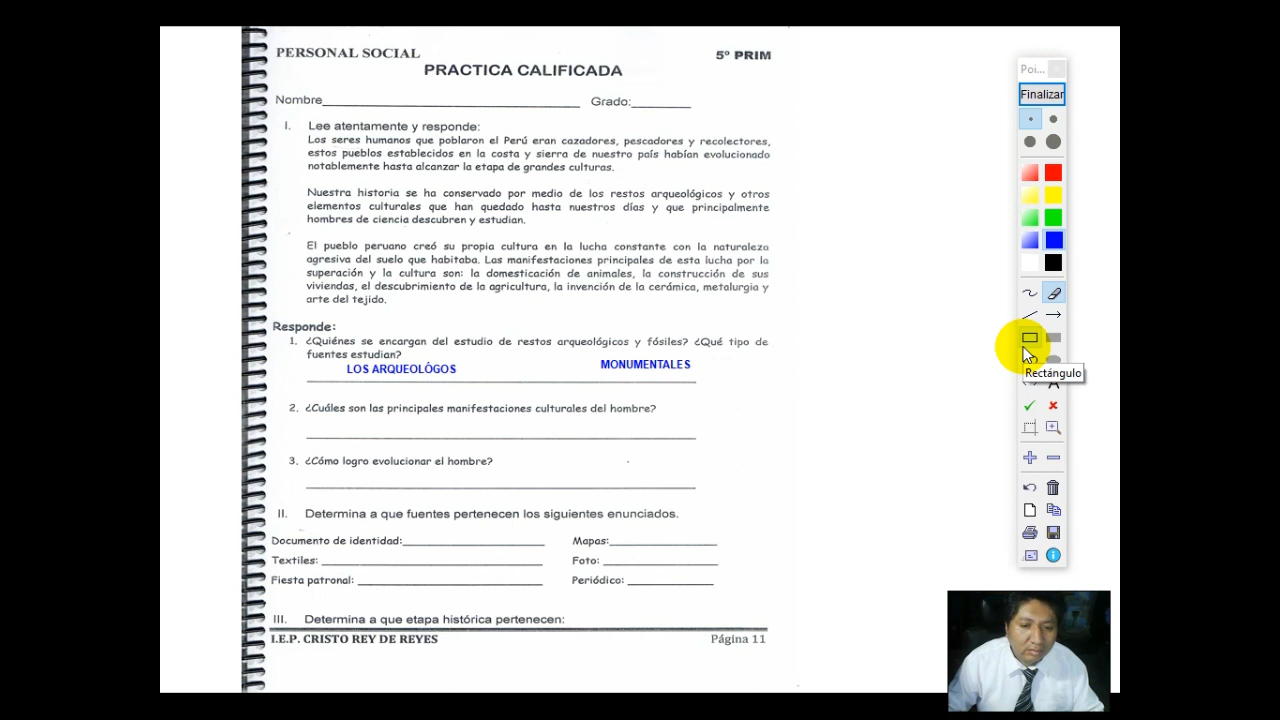 PERSONAL SOCIAL 5º PRIM
PRACTICA CALIFICADA
Nombre Grado:
I. Lee atentamente y responde:
Los seres humanos que poblaron el Perú eran cazadores, pescadores y recolectores,
estos pueblos establecidos en la costa y sierra de nuestro país habían evolucionado
notablemente hasta alcanzar la etapa de grandes culturas.
Nuestra historia se ha conservado por medio de los restos arqueológicos y otros
elementos culturales que han quedado hasta nuestros días y que principalmente
hombres de ciencia descubren y estudian.
El pueblo peruano creó su propia cultura en la lucha constante con la naturaleza
agresiva del suelo que habitaba. Las manifestaciones principales de esta lucha por la
superación y la cultura son: la domesticación de animales, la construcción de sus
viviendas, el descubrimiento de la agricultura, la invención de la cerámica, metalurgia y
arte del tejido.
Responde:
1. ¿Quiénes se encargan del estudio de restos arqueológicos y fósiles? ¿Qué tipo de
fuentes estudian?
LOS ARQUEOLÓGOS MONUMENTALES
2. ¿Cuáles son las principales manifestaciones culturales del hombre?
3. ¿Cómo logro evolucionar el hombre?
II. Determina a que fuentes pertenecen los siguientes enunciados.
Documento de identidad: Mapas:
Textiles: Foto:
Fiesta patronal: Periódico:
III. Determina a que etapa histórica pertenecen:
I.E.P. CRISTO REY DE REYES Página 11
Poi...
Finalizar
Rectángulo
A